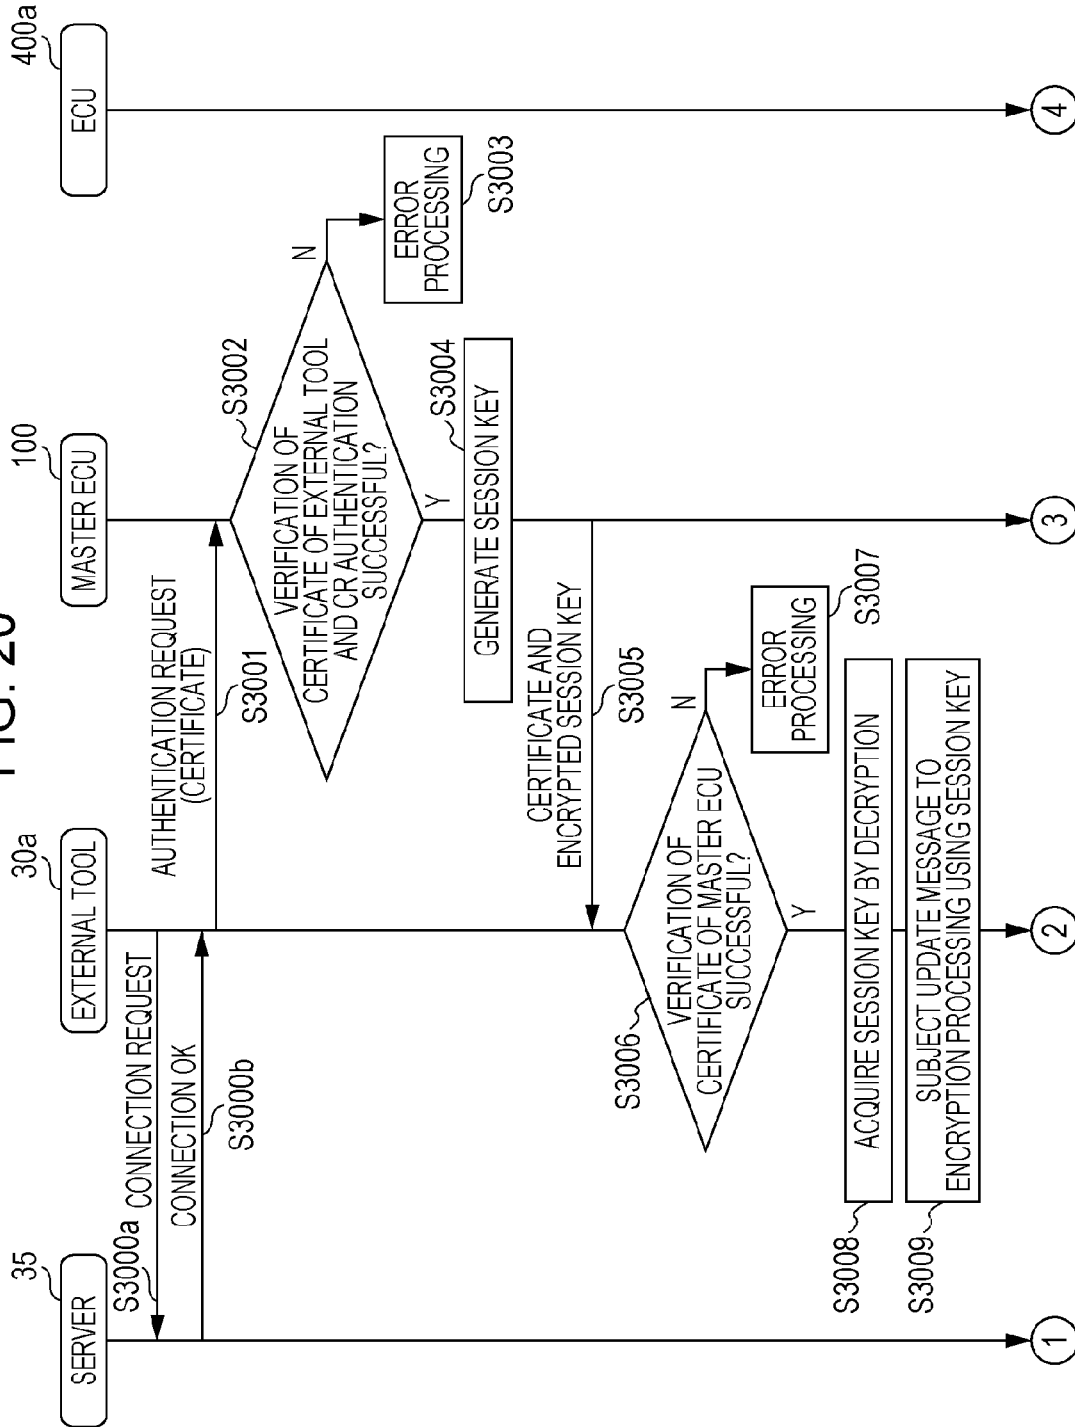 FIG. 20
35
SERVER
30a
EXTERNAL TOOL
100
MASTER ECU
400a
ECU
S3000a
CONNECTION REQUEST
CONNECTION OK
S3000b
AUTHENTICATION REQUEST
(CERTIFICATE)
S3001
S3002
VERIFICATION OF
CERTIFICATE OF EXTERNAL TOOL
AND CR AUTHENTICATION
SUCCESSFUL?
N
ERROR
PROCESSING
S3003
Y
S3004
GENERATE SESSION KEY
CERTIFICATE AND
ENCRYPTED SESSION KEY
S3005
S3006
VERIFICATION OF
CERTIFICATE OF MASTER ECU
SUCCESSFUL?
N
ERROR
PROCESSING
S3007
Y
S3008
ACQUIRE SESSION KEY BY DECRYPTION
S3009
SUBJECT UPDATE MESSAGE TO
ENCRYPTION PROCESSING USING SESSION KEY
1
2
3
4